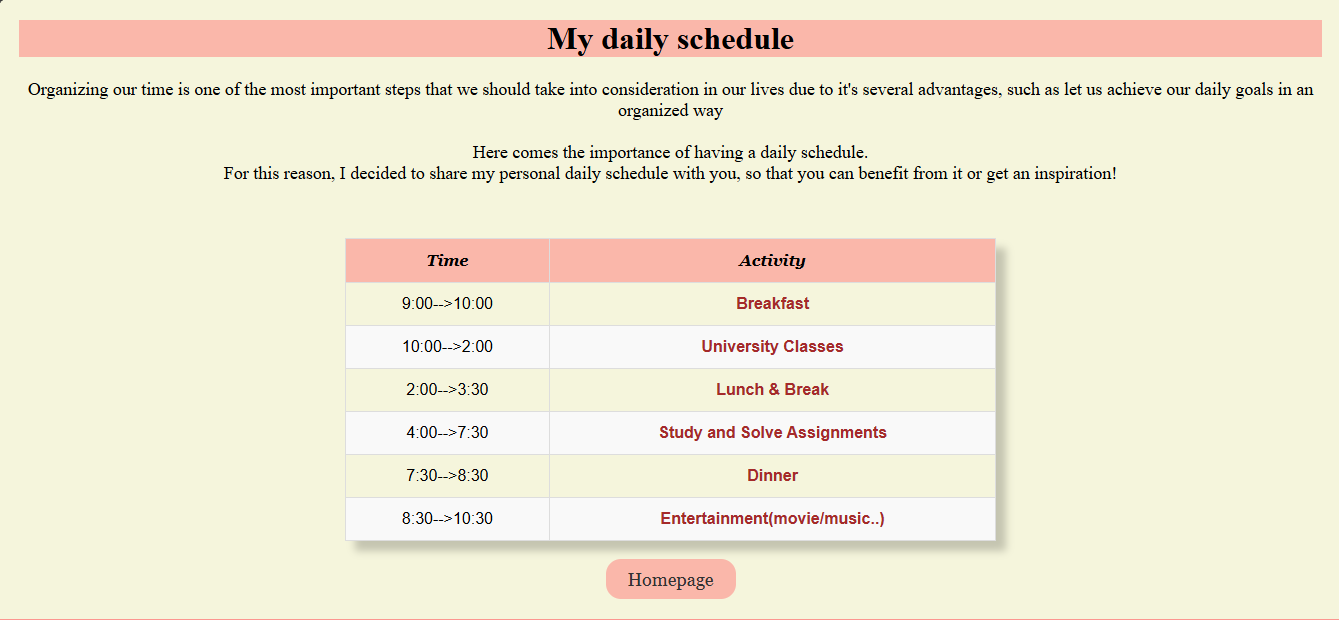 My daily schedule
Organizing our time is one of the most important steps that we should take into consideration in our lives due to it's several advantages, such as let us achieve our daily goals in an
organized way
Here comes the importance of having a daily schedule.
For this reason, I decided to share my personal daily schedule with you, so that you can benefit from it or get an inspiration!
Time Activity
9:00-->10:00 Breakfast
10:00-->2:00 University Classes
2:00-->3:30 Lunch & Break
4:00-->7:30 Study and Solve Assignments
7:30-->8:30 Dinner
8:30-->10:30 Entertainment(movie/music..)
Homepage